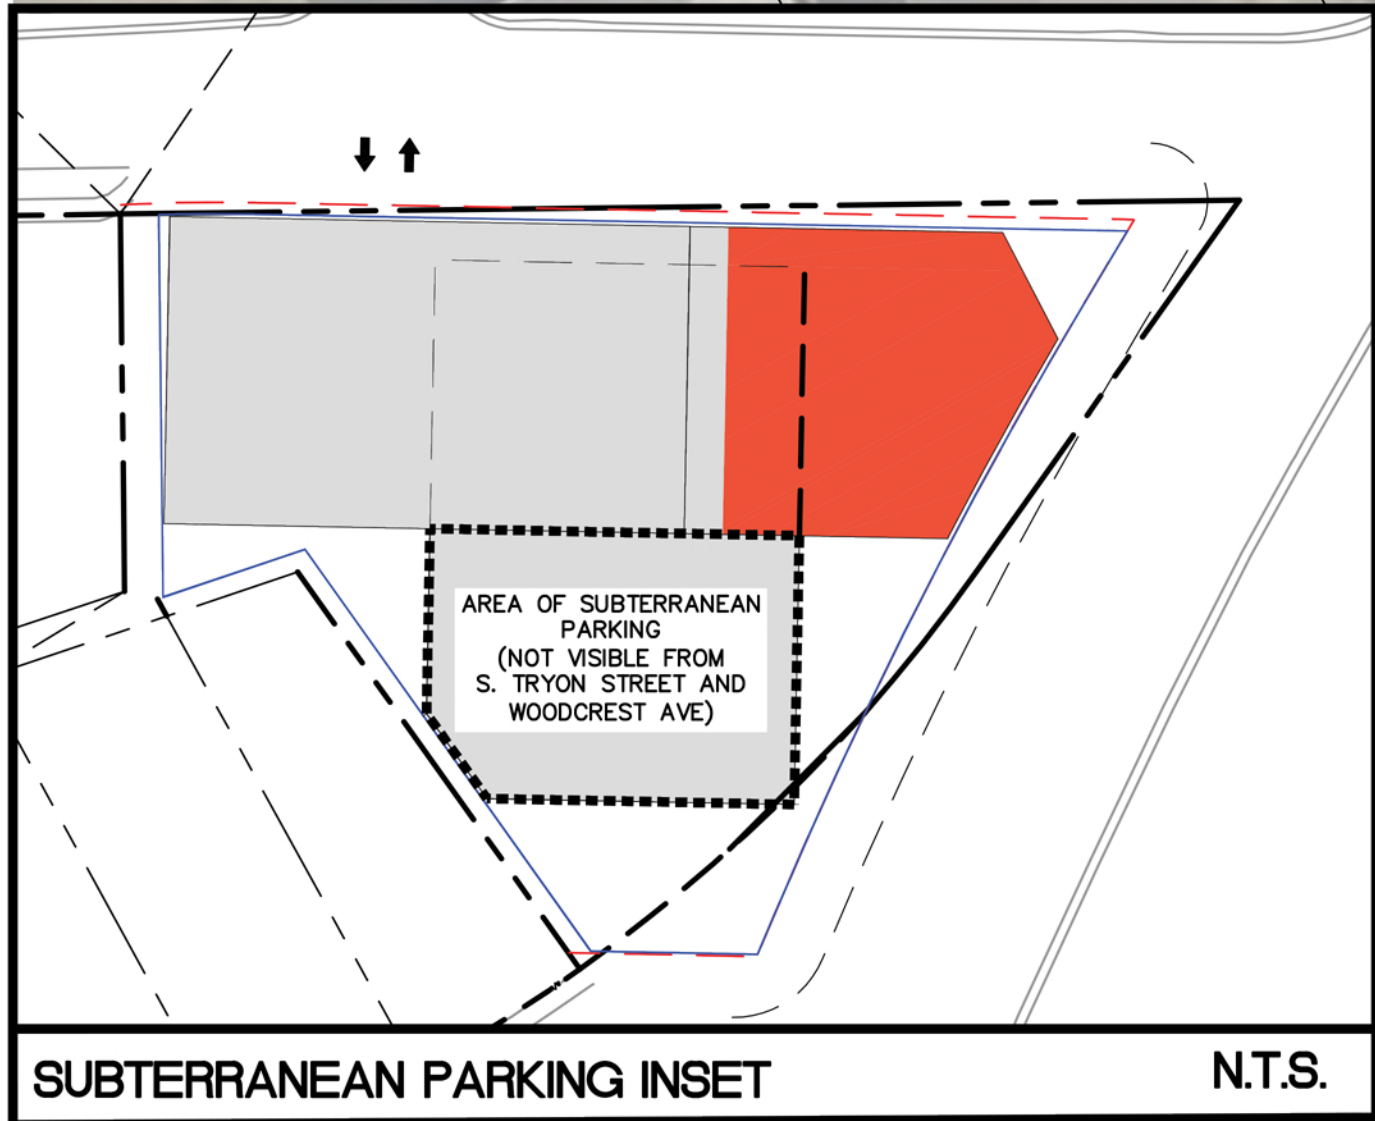 AREA OF SUBTERRANEAN
PARKING
(NOT VISIBLE FROM
S. TRYON STREET AND
WOODCREST AVE)
SUBTERRANEAN PARKING INSET
N.T.S.